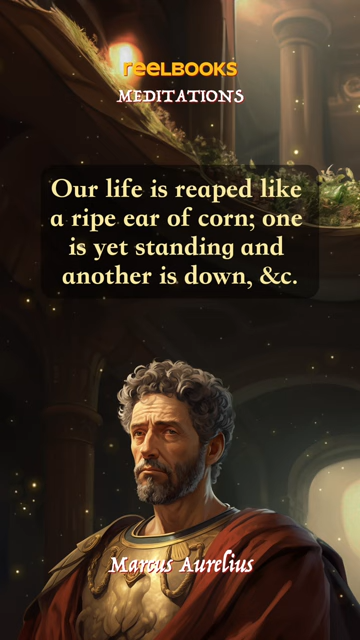 reelbooks
MEDITATIONS
Our life is reaped like
a ripe ear of corn; one
is yet standing and
another is down, &c.
Marcus Aurelius